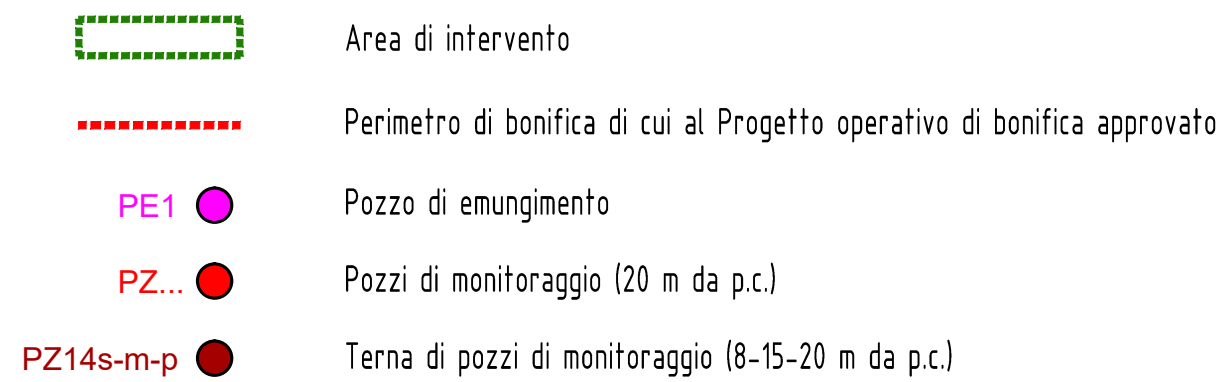 Area di intervento
Perimetro di bonifica di cui al Progetto operativo di bonifica approvato
PE1 Pozzo di emungimento
PZ... Pozzi di monitoraggio (20 m da p.c.)
PZ14s-m-p Terna di pozzi di monitoraggio (8-15-20 m da p.c.)